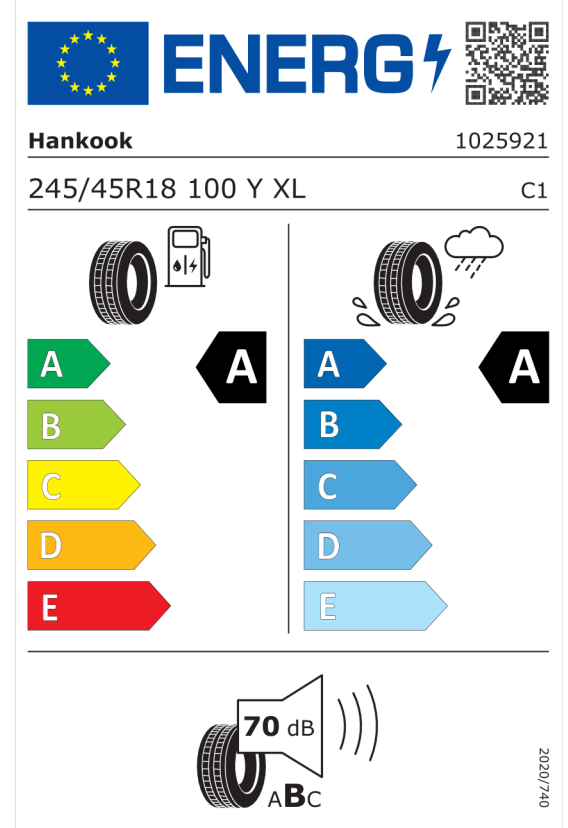 ENERG
Hankook 1025921
245/45R18 100 Y XL C1
A A
B
C
D
E
A A
B
C
D
E
70 dB
ABC
2020/740